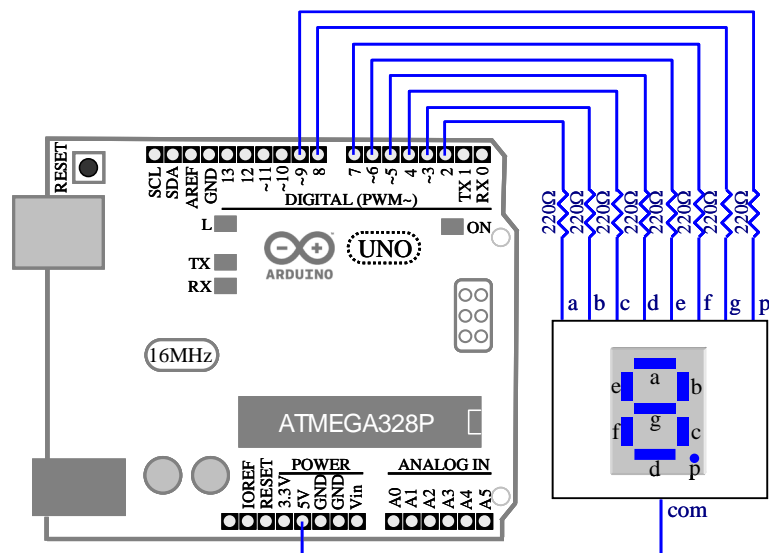 RESET
SCL
SDA
AREF
GND
13
12
~11
~10
~9
8
7
~6
~5
4
~3
2
TX 1
RX 0
DIGITAL (PWM~)
L
ON
UNO
ARDUINO
TX
RX
16MHz
ATMEGA328P
POWER
ANALOG IN
IOREF
RESET
3.3V
5V
GND
GND
Vin
A0
A1
A2
A3
A4
A5
220Ω
220Ω
220Ω
220Ω
220Ω
220Ω
220Ω
220Ω
a b c d e f g p
a
e b
g
f c
d p
com